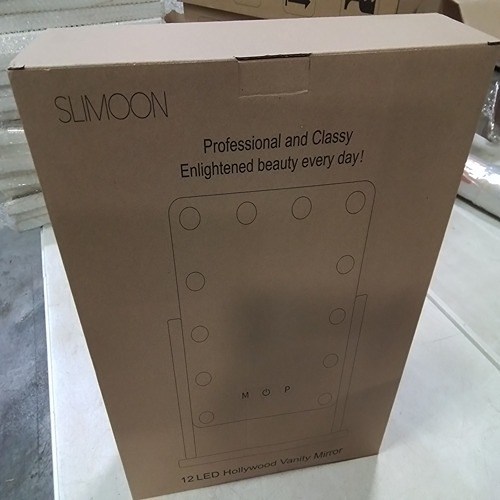 SLIMOON
Professional and Classy
Enlightened beauty every day!
M P
12 LED Hollywood Vanity Mirror